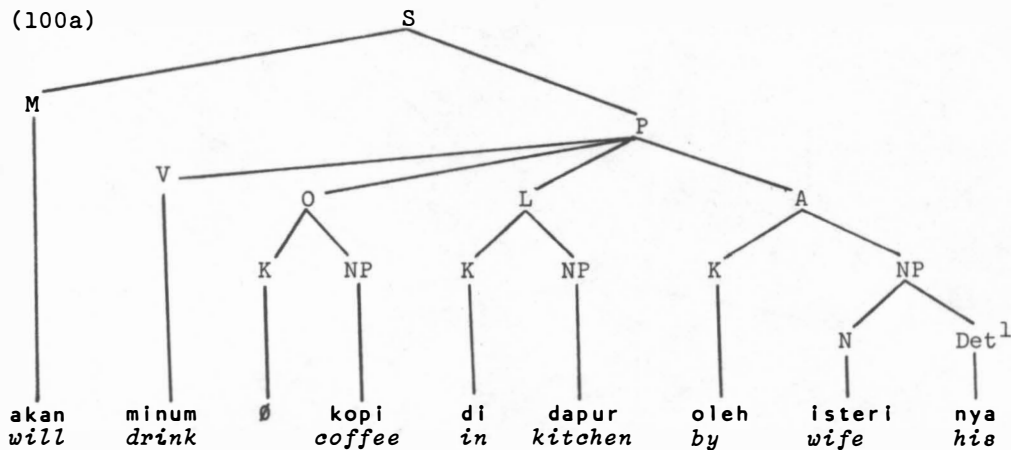 (100a)
S
M
P
V
O
L
A
K NP K NP K NP
N Det¹
akan minum Ø kopi di dapur oleh isteri nya
will drink coffee in kitchen by wife his